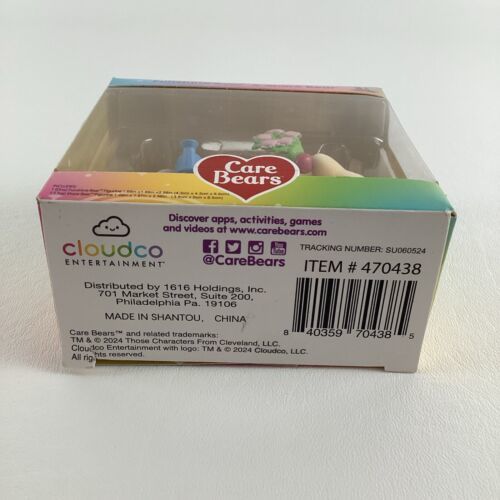 Care
Bears
INCLUDES:
cloudco
ENTERTAINMENT
Discover apps, activities, games
and videos at www.carebears.com
@CareBears
TRACKING NUMBER: SU060524
ITEM # 470438
Distributed by 1616 Holdings, Inc.
701 Market Street, Suite 200,
Philadelphia Pa. 19106
MADE IN SHANTOU, CHINA
8 40359 70438 5
Care Bears™ and related trademarks:
TM & © 2024 Those Characters From Cleveland, LLC.
Cloudco Entertainment with logo: TM & © 2024 Cloudco, LLC.
All rights reserved.